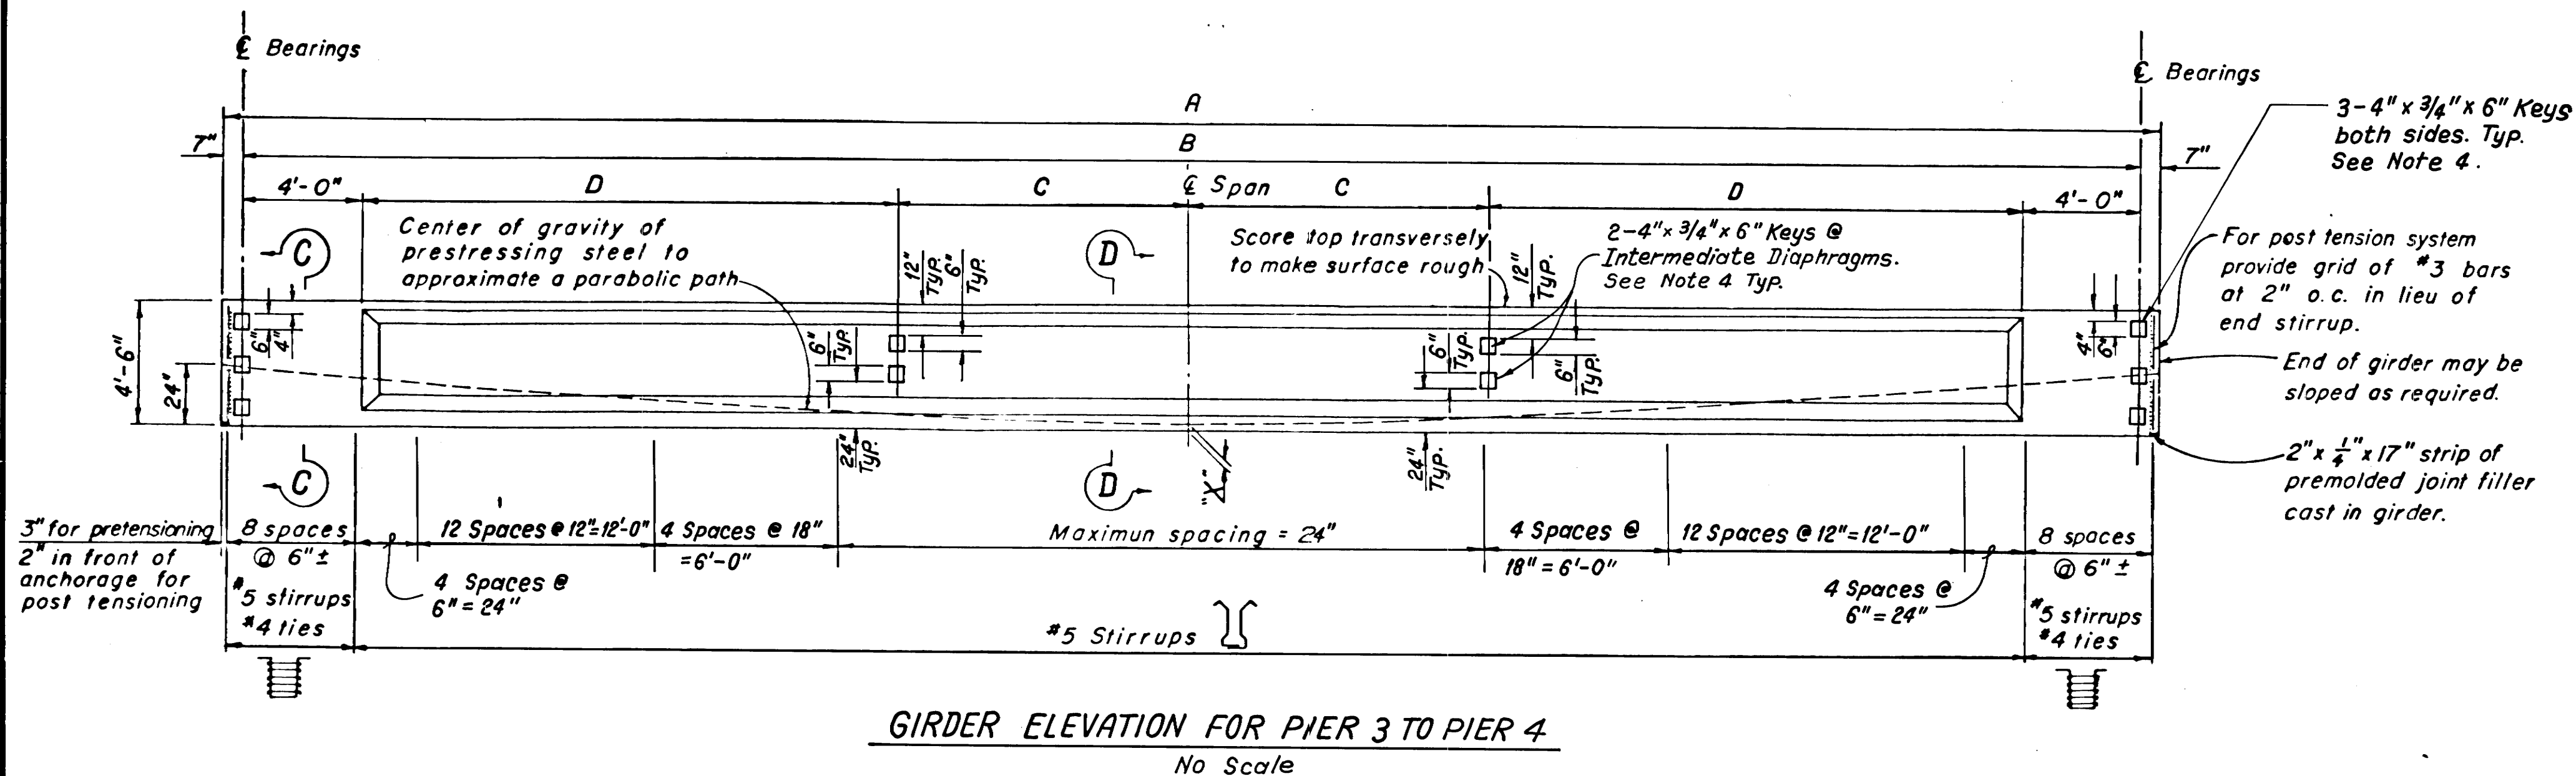 ℄ Bearings
℄ Bearings
A
B
7"
7"
4'-0"
D
C
℄ Span
C
D
4'-0"
3-4" x 3/4" x 6" Keys
both sides. Typ.
See Note 4.
Center of gravity of
prestressing steel to
approximate a parabolic path
Score top transversely
to make surface rough
2-4" x 3/4" x 6" Keys @
Intermediate Diaphragms.
See Note 4 Typ.
For post tension system
provide grid of #3 bars
at 2" o.c. in lieu of
end stirrup.
End of girder may be
sloped as required.
2" x 1/4" x 17" strip of
premolded joint filler
cast in girder.
C
D
12"
Typ.
6"
Typ.
12"
Typ.
4'-6"
24"
6"
4"
6"
Typ.
6"
Typ.
6"
Typ.
4"
6"
24"
Typ.
24"
Typ.
"X"
C
D
3" for pretensioning
2" in front of
anchorage for
post tensioning
8 spaces
@ 6" ±
#5 stirrups
#4 ties
4 Spaces @
6" = 24"
12 Spaces @ 12" = 12'-0"
4 Spaces @ 18"
= 6'-0"
Maximun spacing = 24"
4 Spaces @
18" = 6'-0"
12 Spaces @ 12" = 12'-0"
4 Spaces @
6" = 24"
8 spaces
@ 6" ±
#5 stirrups
#4 ties
#5 Stirrups
GIRDER ELEVATION FOR PIER 3 TO PIER 4
No Scale